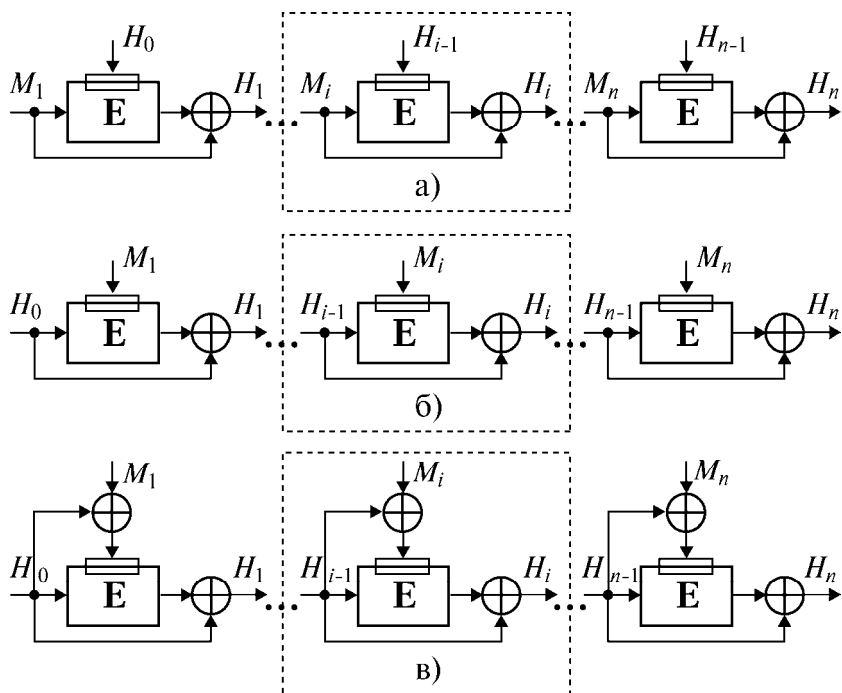 H₀ Hᵢ₋₁ Hₙ₋₁
M₁ E H₁ ... Mᵢ E Hᵢ ... Mₙ E Hₙ
а)
M₁ Mᵢ Mₙ
H₀ E H₁ ... Hᵢ₋₁ E Hᵢ ... Hₙ₋₁ E Hₙ
б)
M₁ Mᵢ Mₙ
H₀ E H₁ ... Hᵢ₋₁ E Hᵢ ... Hₙ₋₁ E Hₙ
в)